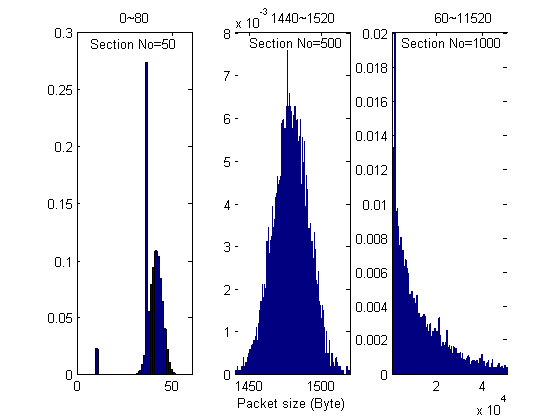 0~80 1440~1520 60~11520
x 10⁻³
Section No=50 Section No=500 Section No=1000
0.3 8 0.02
0.018
0.25 7
0.016
6
0.2 0.014
5
0.012
0.15 4 0.01
0.008
3
0.1
0.006
2
0.004
0.05
1
0.002
0 0 0
0 50 1450 1500 2 4
Packet size (Byte)
x 10⁴